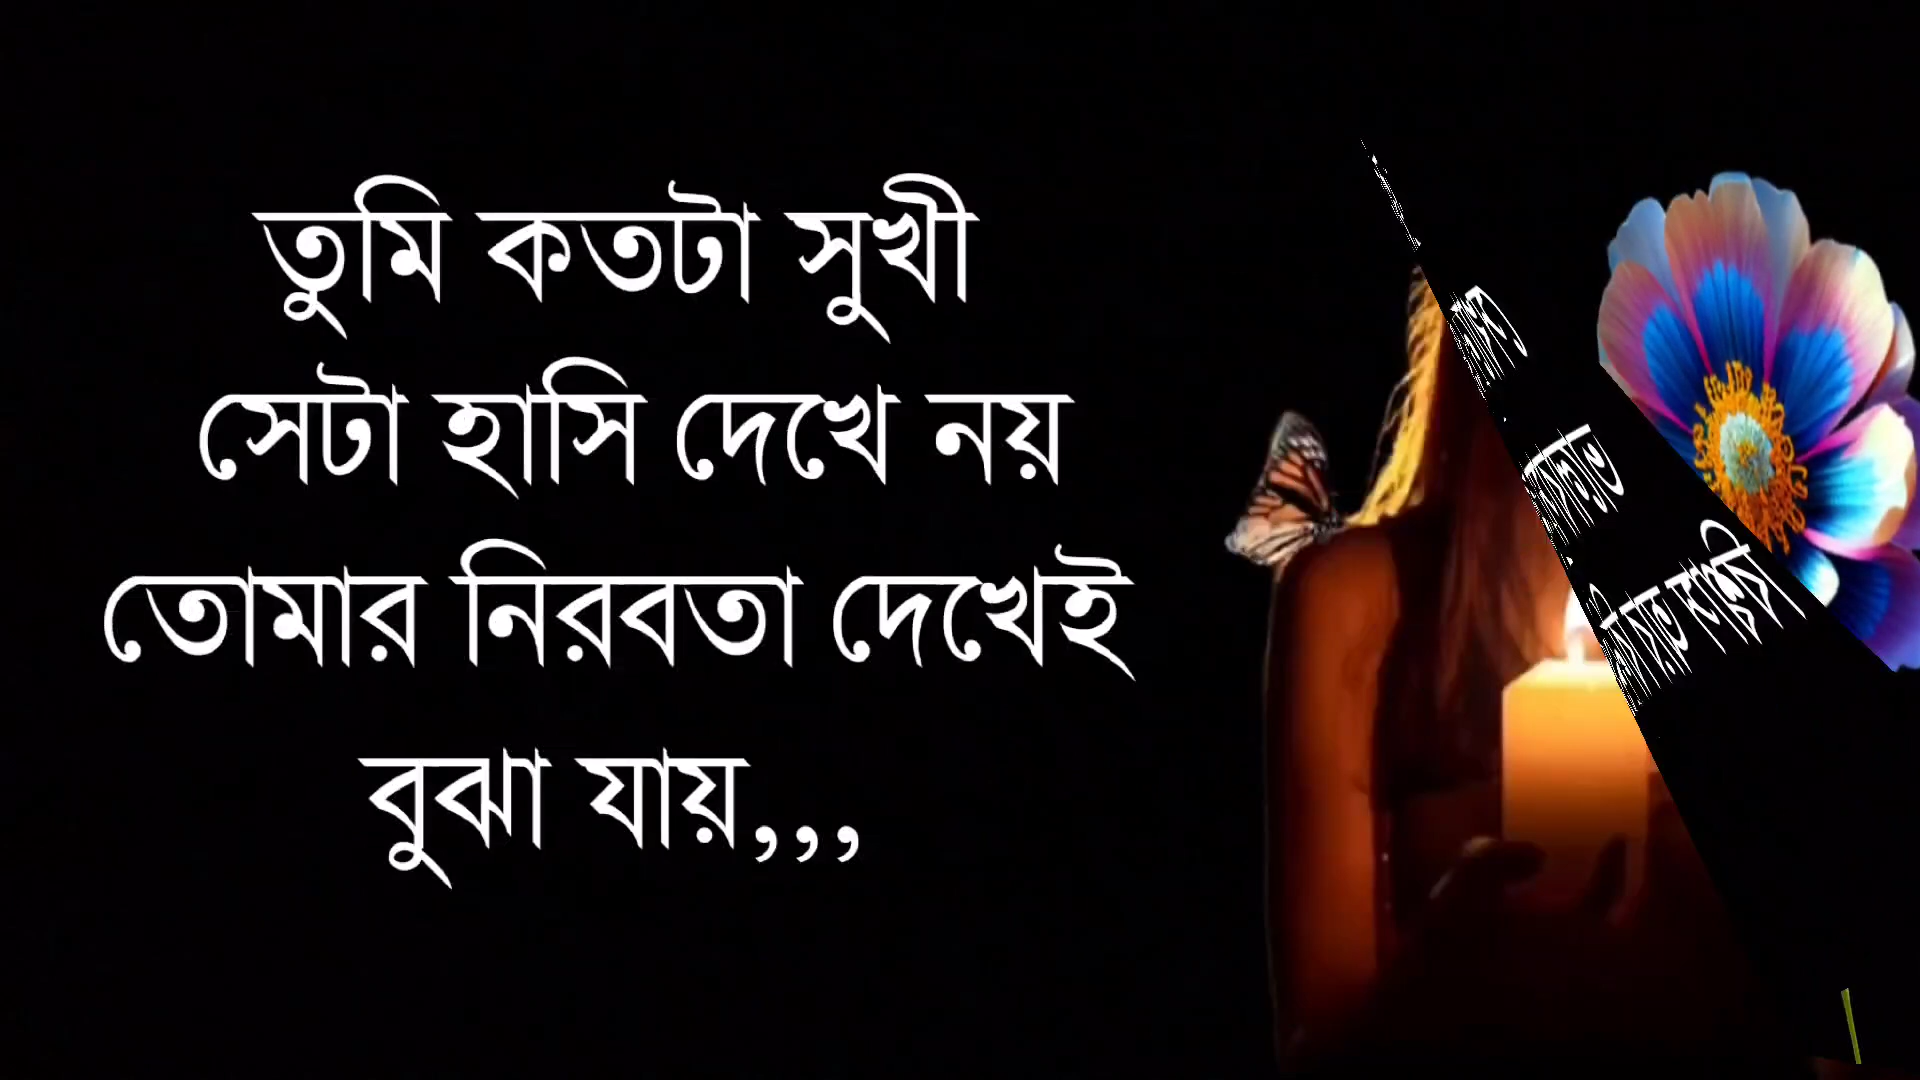 তুমি কতটা সুখী
সেটা হাসি দেখে নয়
তোমার নিরবতা দেখেই
বুঝা যায়,,,